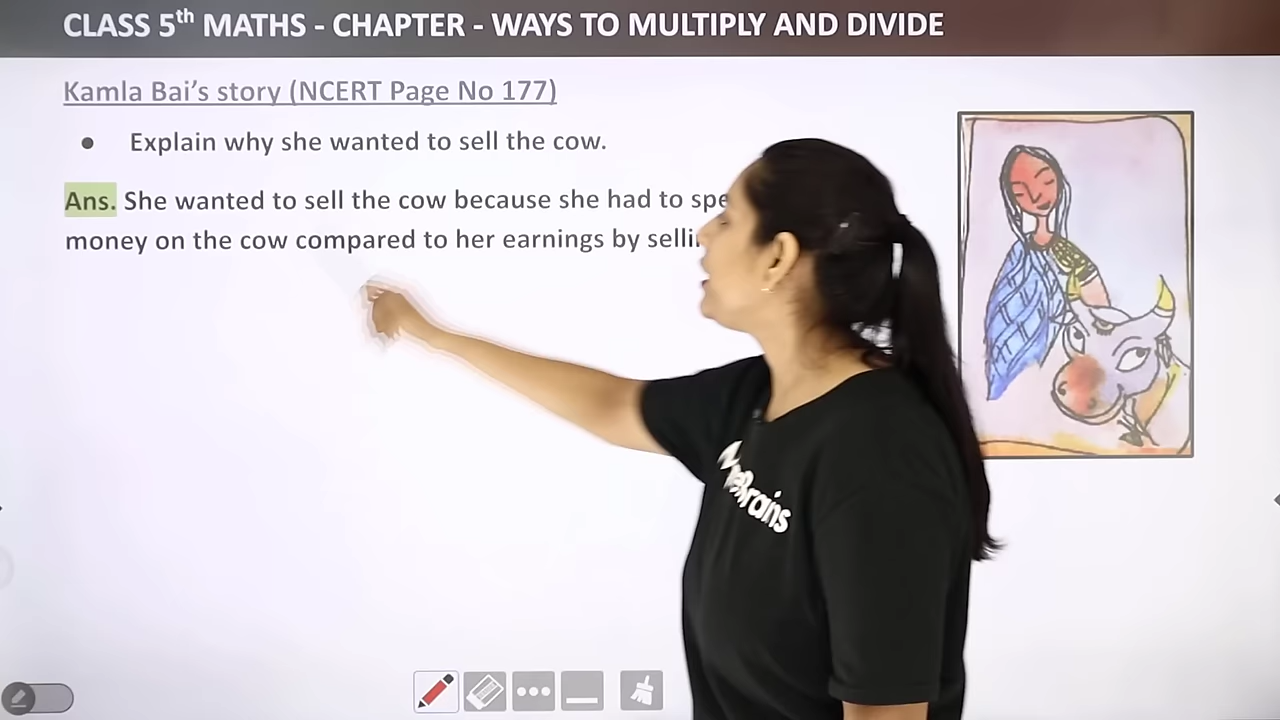 CLASS 5th MATHS - CHAPTER - WAYS TO MULTIPLY AND DIVIDE
Kamla Bai's story (NCERT Page No 177)
● Explain why she wanted to sell the cow.
Ans. She wanted to sell the cow because she had to
money on the cow compared to her earnings by